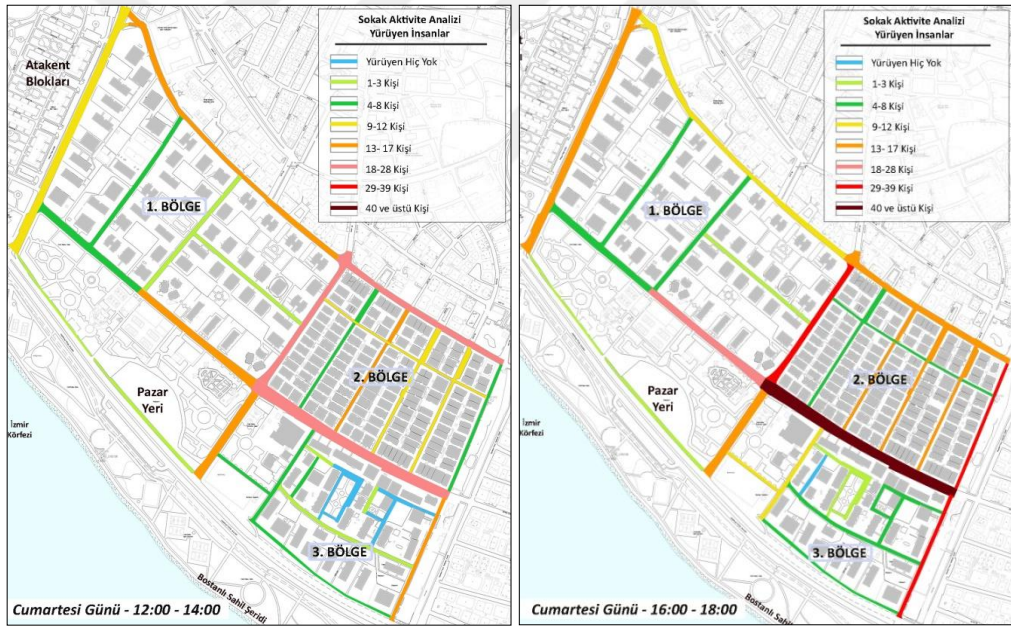 Sokak Aktivite Analizi
Yürüyen İnsanlar
Yürüyen Hiç Yok
1-3 Kişi
4-8 Kişi
9-12 Kişi
13- 17 Kişi
18-28 Kişi
29-39 Kişi
40 ve üstü Kişi
Atakent
Blokları
1. BÖLGE
2. BÖLGE
Pazar
Yeri
İzmir
Körfezi
3. BÖLGE
Bostanlı Sahil Şeridi
Cumartesi Günü - 12:00 - 14:00
Sokak Aktivite Analizi
Yürüyen İnsanlar
Yürüyen Hiç Yok
1-3 Kişi
4-8 Kişi
9-12 Kişi
13- 17 Kişi
18-28 Kişi
29-39 Kişi
40 ve üstü Kişi
1. BÖLGE
2. BÖLGE
Pazar
Yeri
İzmir
Körfezi
3. BÖLGE
Bostanlı Sahil
Cumartesi Günü - 16:00 - 18:00